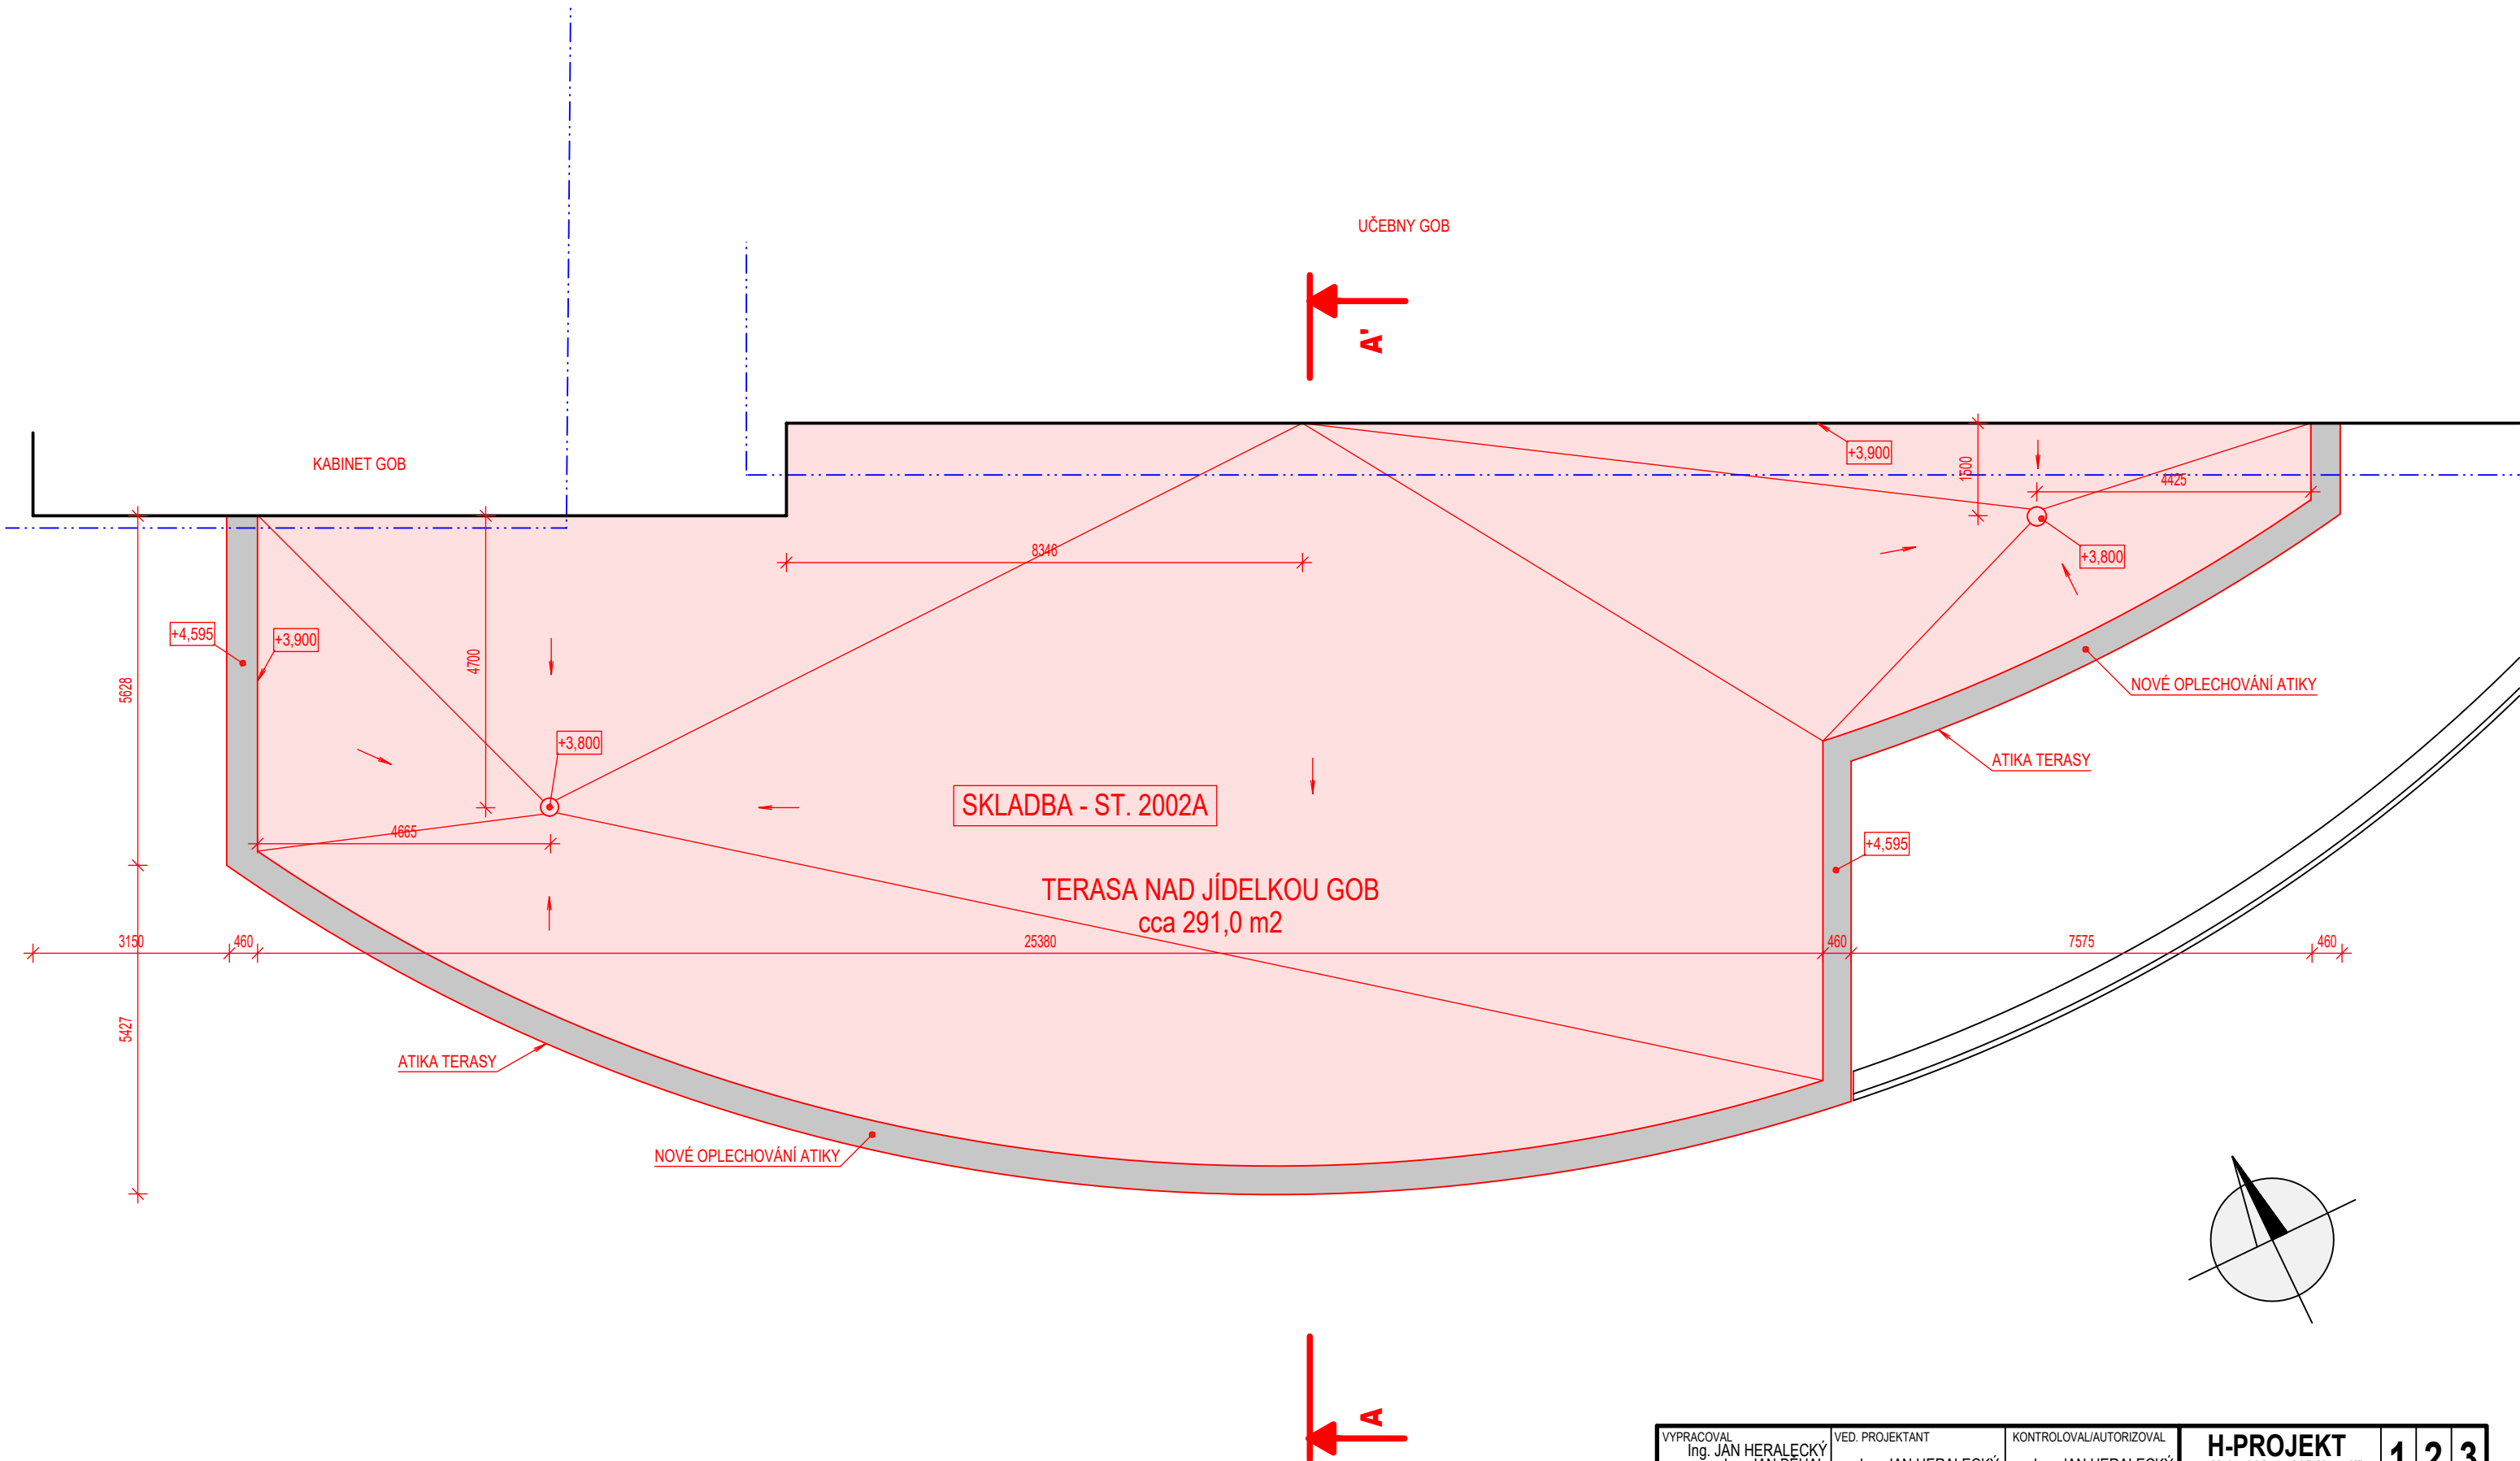 UČEBNY GOB
A'
KABINET GOB
+3,900
1500
4425
8346
+3,800
+4,595
+3,900
4700
5628
NOVÉ OPLECHOVÁNÍ ATIKY
+3,800
ATIKA TERASY
SKLADBA - ST. 2002A
4665
+4,595
TERASA NAD JÍDELKOU GOB
cca 291,0 m2
3150
460
25380
460
7575
460
5427
ATIKA TERASY
NOVÉ OPLECHOVÁNÍ ATIKY
A
VYPRACOVAL
VED. PROJEKTANT
KONTROLOVAL/AUTORIZOVAL
H-PROJEKT
1 2 3
Ing. JAN HERALECKÝ